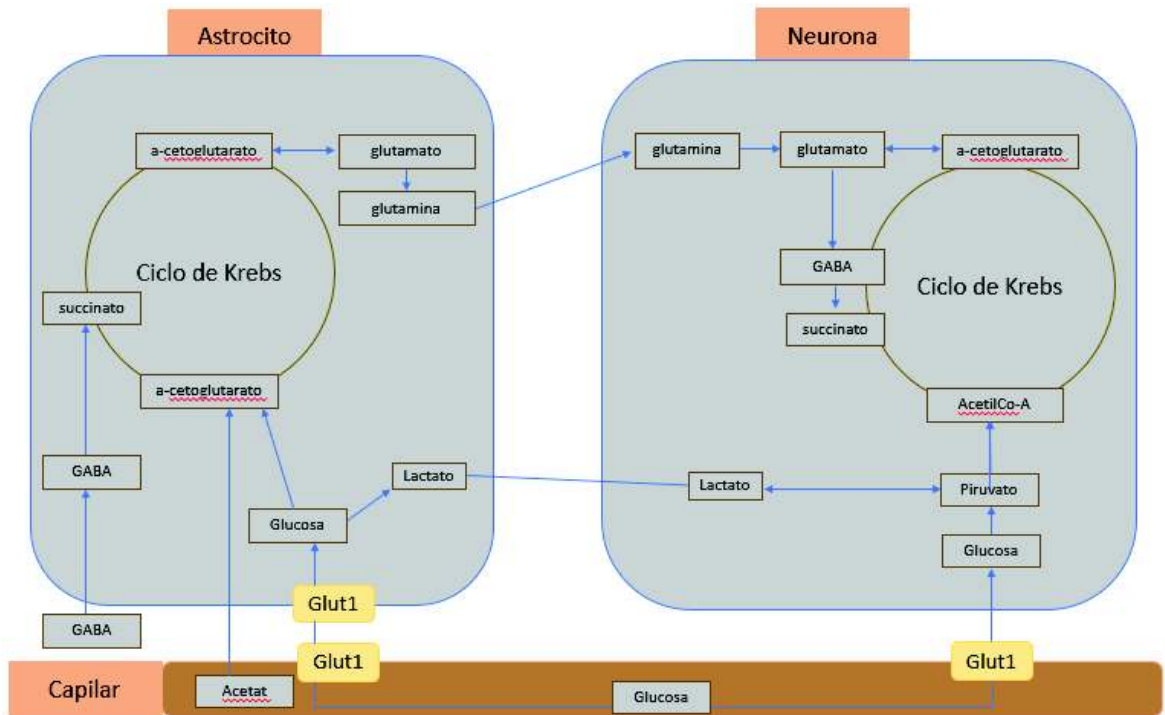 Astrocito
Neurona
a-cetoglutarato
glutamato
glutamina
Ciclo de Krebs
succinato
a-cetoglutarato
GABA
Lactato
Glucosa
Glut1
GABA
glutamina
glutamato
a-cetoglutarato
GABA
Ciclo de Krebs
succinato
AcetilCo-A
Lactato
Piruvato
Glucosa
Capilar
Acetat
Glut1
Glucosa
Glut1